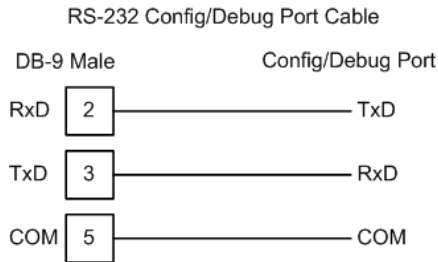 RS-232 Config/Debug Port Cable
DB-9 Male Config/Debug Port
RxD 2 TxD
TxD 3 RxD
COM 5 COM